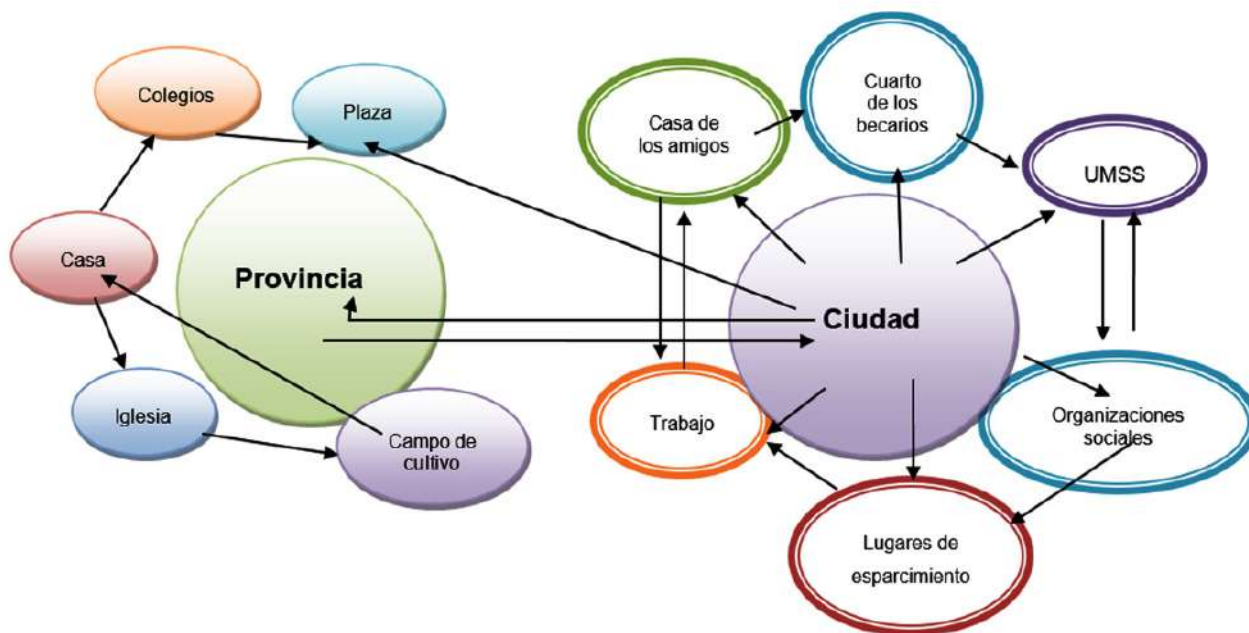 Colegios
Plaza
Casa
Provincia
Iglesia
Campo de
cultivo
Casa de
los amigos
Cuarto
de los
becarios
UMSS
Ciudad
Trabajo
Organizaciones
sociales
Lugares de
esparcimiento